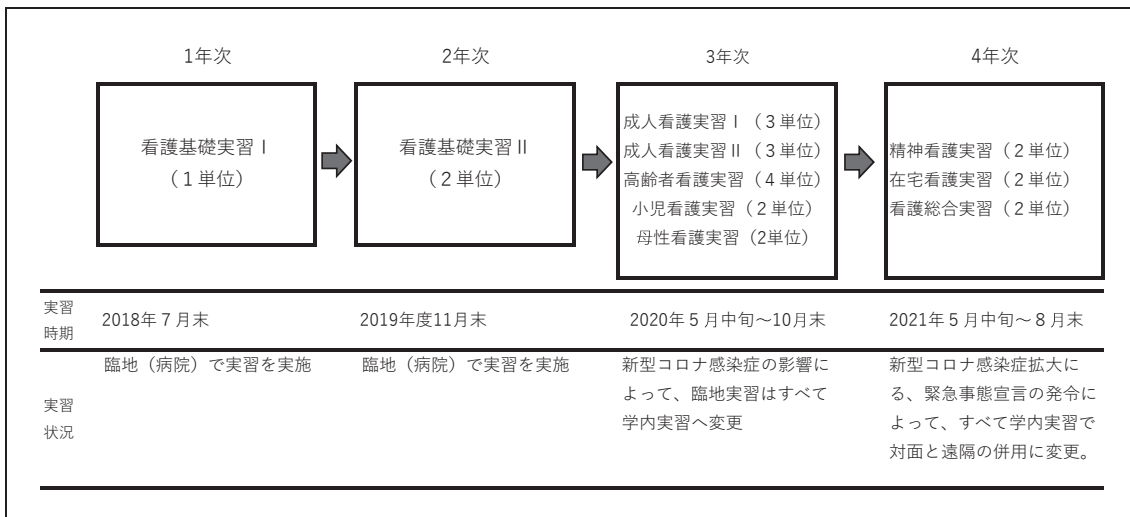 1年次
2年次
3年次
4年次
看護基礎実習Ⅰ
（１単位）
看護基礎実習Ⅱ
（２単位）
成人看護実習Ⅰ（３単位）
成人看護実習Ⅱ（３単位）
高齢者看護実習（４単位）
小児看護実習（２単位）
母性看護実習（2単位）
精神看護実習（２単位）
在宅看護実習（２単位）
看護総合実習（２単位）
実習
時期
2018年７月末
2019年度11月末
2020年５月中旬～10月末
2021年５月中旬～８月末
実習
状況
臨地（病院）で実習を実施
臨地（病院）で実習を実施
新型コロナ感染症の影響に
よって、臨地実習はすべて
学内実習へ変更
新型コロナ感染症拡大に
る、緊急事態宣言の発令に
よって、すべて学内実習で
対面と遠隔の併用に変更。